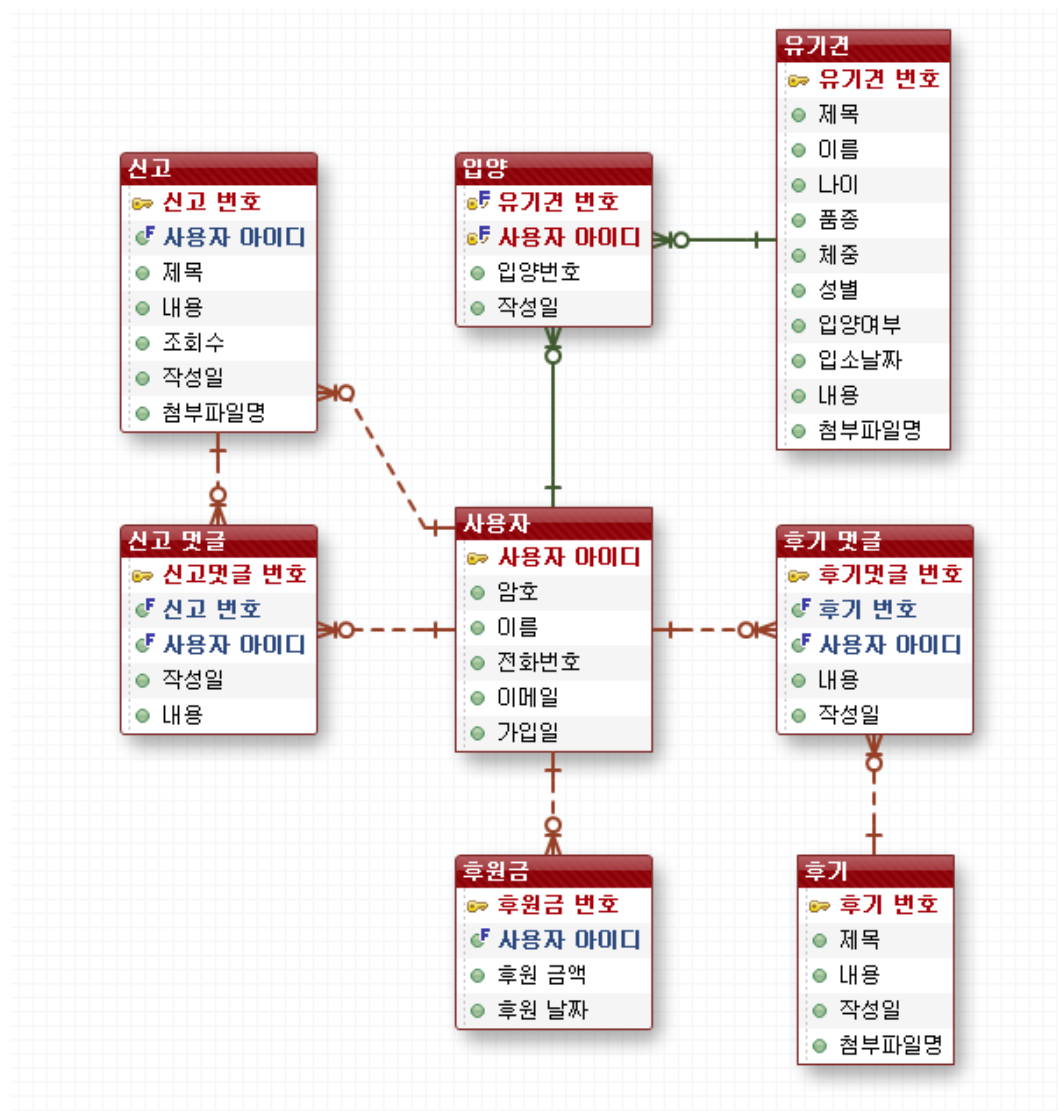 유기견
유기견 번호
제목
이름
나이
품종
체중
성별
입양여부
입소날짜
내용
첨부파일명
신고
신고 번호
사용자 아이디
제목
내용
조회수
작성일
첨부파일명
입양
유기견 번호
사용자 아이디
입양번호
작성일
신고 댓글
신고댓글 번호
신고 번호
사용자 아이디
작성일
내용
사용자
사용자 아이디
암호
이름
전화번호
이메일
가입일
후기 댓글
후기댓글 번호
후기 번호
사용자 아이디
내용
작성일
후원금
후원금 번호
사용자 아이디
후원 금액
후원 날짜
후기
후기 번호
제목
내용
작성일
첨부파일명